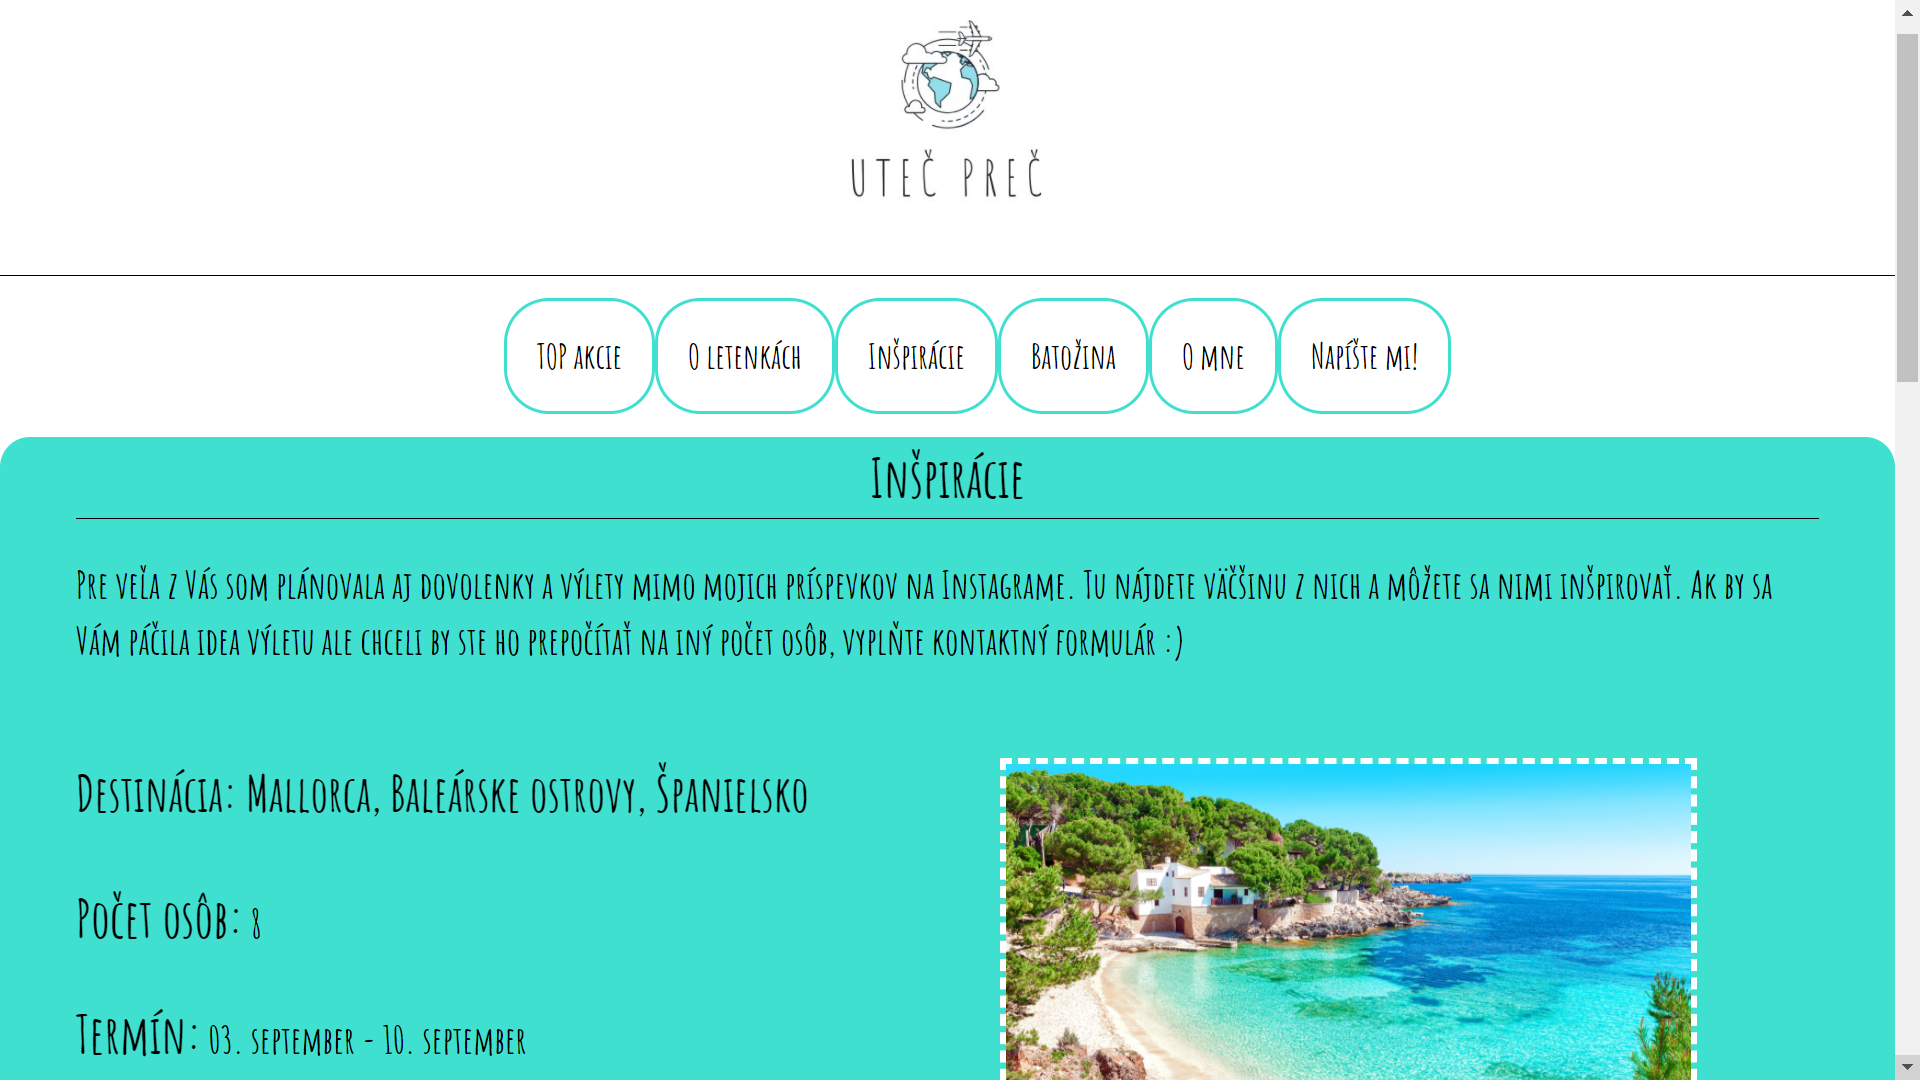 UTEČ PREČ
TOP akcie
O letenkách
Inšpirácie
Batožina
O mne
Napíšte mi!
Inšpirácie
Pre veľa z Vás som plánovala aj dovolenky a výlety mimo mojich príspevkov na Instagrame. Tu nájdete väčšinu z nich a môžete sa nimi inšpirovať. Ak by sa
Vám páčila idea výletu ale chceli by ste ho prepočítať na iný počet osôb, vyplňte kontaktný formulár :)
Destinácia: Mallorca, Baleárske ostrovy, Španielsko
Počet osôb: 8
Termín: 03. september - 10. september